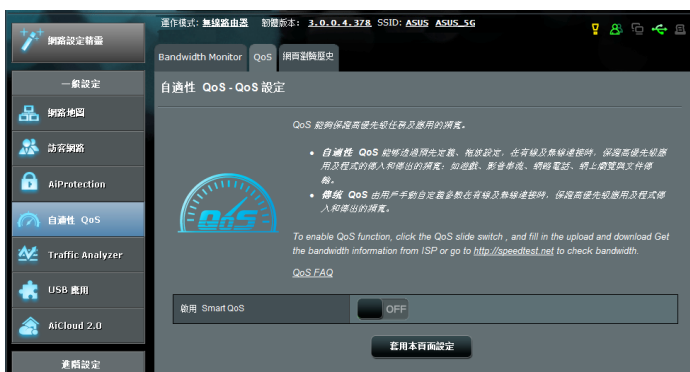 運作模式: 無線路由器 韌體版本: 3.0.0.4.378 SSID: ASUS ASUS_5G
網路設定精靈
Bandwidth Monitor QoS 網頁瀏覽歷史
一般設定
自適性 QoS - QoS 設定
網路地圖
QoS 能夠保證高優先級任務及應用的頻寬。
訪客網路
• 自適性 QoS 能夠透過預先定義、拖放設定,在有線及無線連接時,保證高優先級應
用及程式的傳入和傳出的頻寬:如遊戲、影音串流、網路電話、網上瀏覽與文件傳
輸。
AiProtection
• 傳統 QoS 由用戶手動自定義參數在有線及無線連接時,保證高優先級應用及程式傳
入和傳出的頻寬。
自適性 QoS
QoS
To enable QoS function, click the QoS slide switch , and fill in the upload and download Get
the bandwidth information from ISP or go to http://speedtest.net to check bandwidth.
Traffic Analyzer
QoS FAQ
USB 應用
啟用 Smart QoS OFF
AiCloud 2.0
套用本頁面設定
進階設定